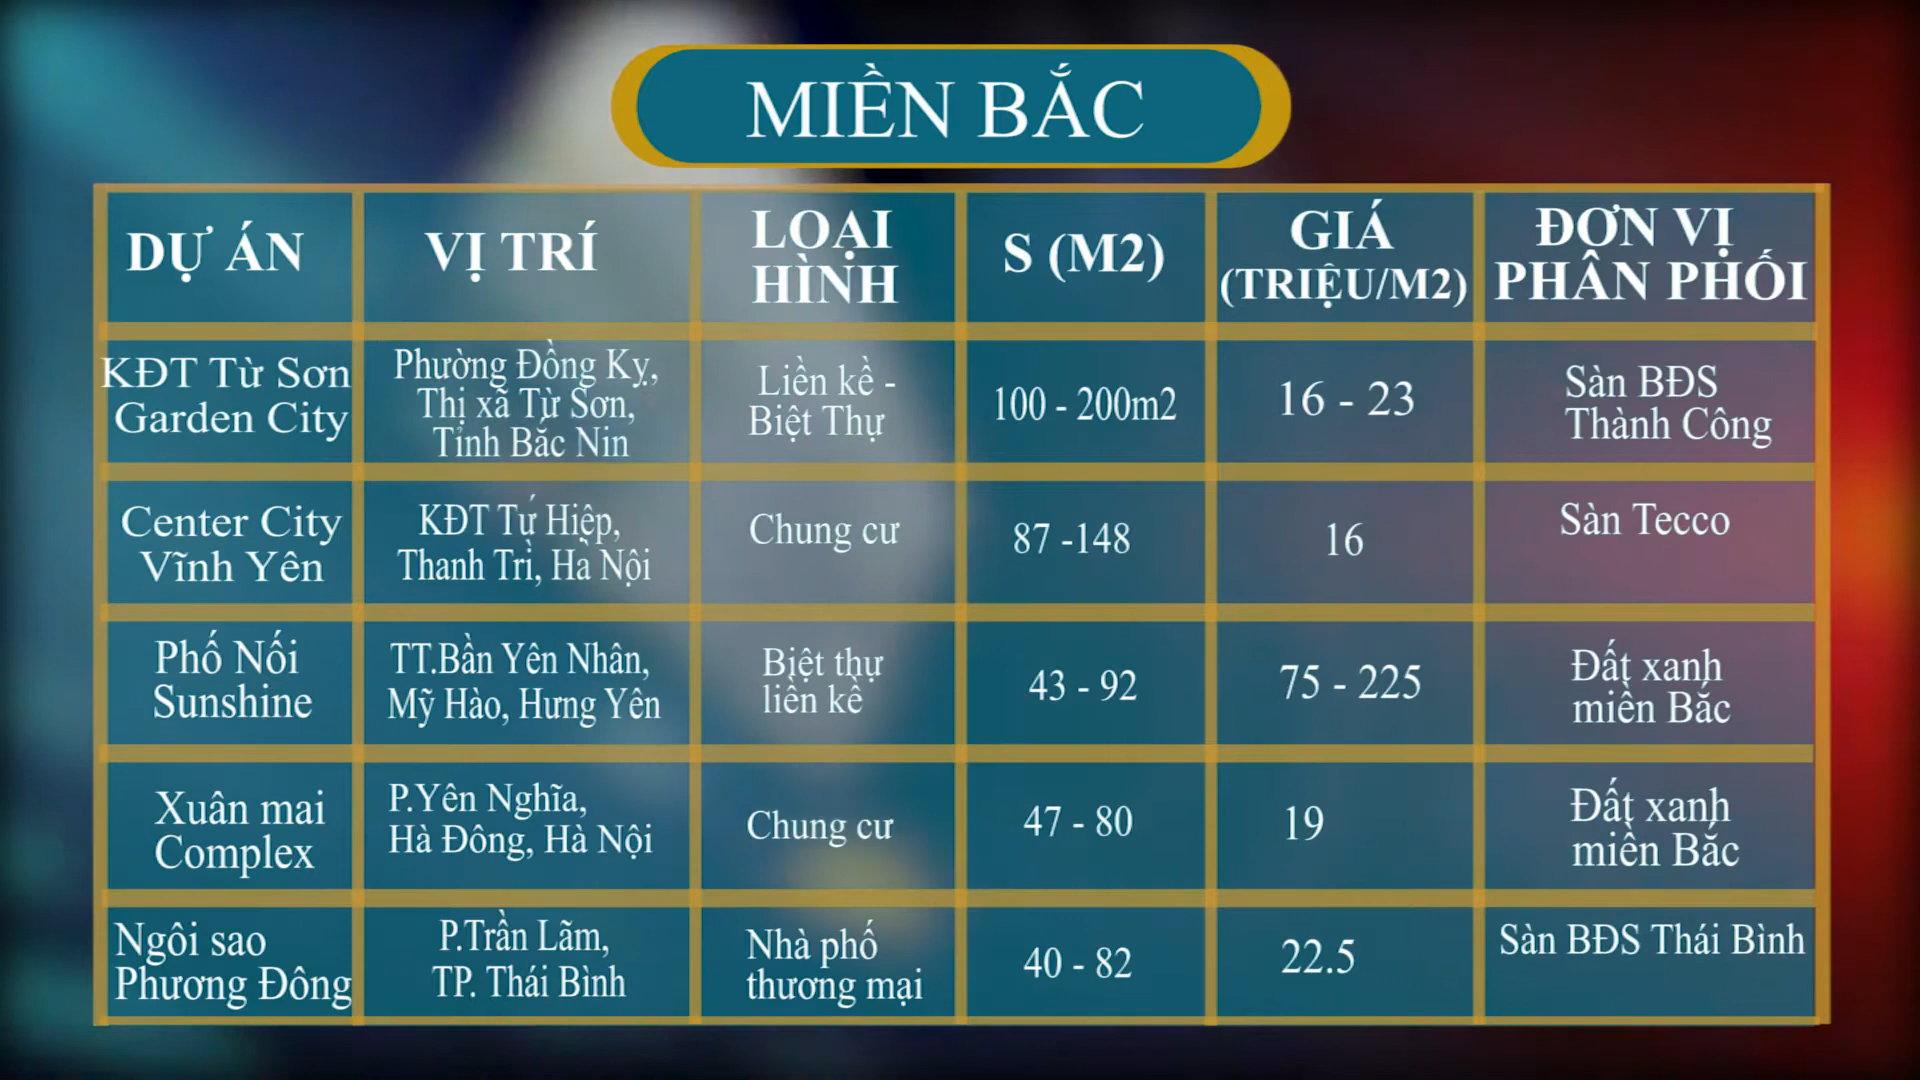 MIỀN BẮC
DỰ ÁN
VỊ TRÍ
LOẠI
HÌNH
S (M2)
GIÁ
(TRIỆU/M2)
ĐƠN VỊ
PHÂN PHỐI
KĐT Từ Sơn
Garden City
Phường Đồng Kỵ,
Thị xã Từ Sơn,
Tỉnh Bắc Nin
Liền kề -
Biệt Thự
100 - 200m2
16 - 23
Sàn BĐS
Thành Công
Center City
Vĩnh Yên
KĐT Tứ Hiệp,
Thanh Trì, Hà Nội
Chung cư
87 -148
16
Sàn Tecco
Phố Nối
Sunshine
TT.Bần Yên Nhân,
Mỹ Hào, Hưng Yên
Biệt thự
liền kề
43 - 92
75 - 225
Đất xanh
miền Bắc
Xuân mai
Complex
P.Yên Nghĩa,
Hà Đông, Hà Nội
Chung cư
47 - 80
19
Đất xanh
miền Bắc
Ngôi sao
Phương Đông
P.Trần Lãm,
TP. Thái Bình
Nhà phố
thương mại
40 - 82
22.5
Sàn BĐS Thái Bình